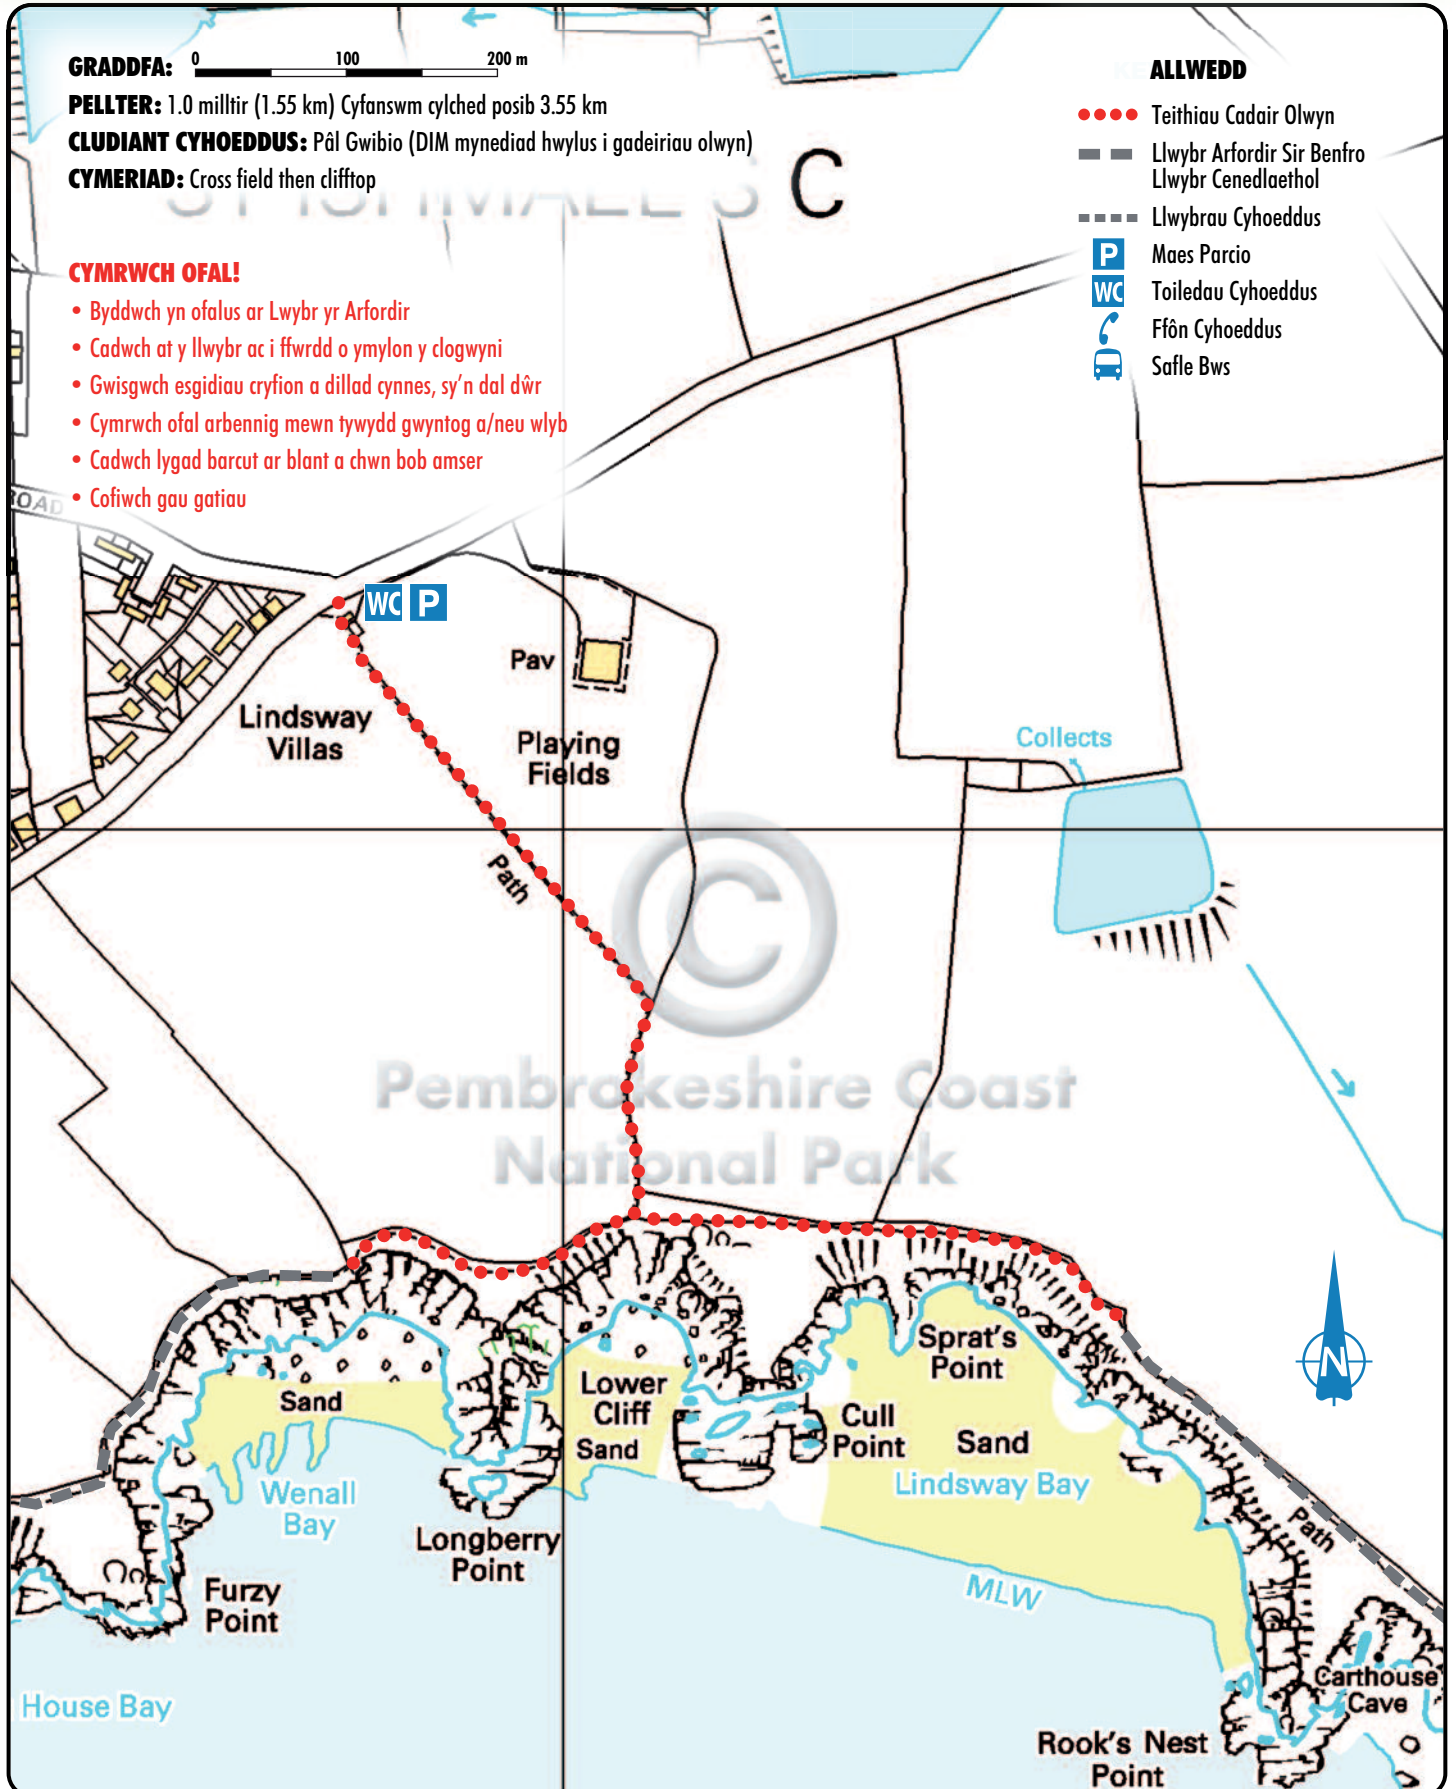 GRADDFA: 0 100 200 m
PELLTER: 1.0 milltir (1.55 km) Cyfanswm cylched posib 3.55 km
CLUDIANT CYHOEDDUS: Pâl Gwibio (DIM mynediad hwylus i gadeiriau olwyn)
CYMERIAD: Cross field then clifftop
C
ALLWEDD
Teithiau Cadair Olwyn
Llwybr Arfordir Sir Benfro
Llwybr Cenedlaethol
Llwybrau Cyhoeddus
P Maes Parcio
WC Toiledau Cyhoeddus
Ffôn Cyhoeddus
Safle Bws
CYMRWCH OFAL!
• Byddwch yn ofalus ar Lwybr yr Arfordir
• Cadwch at y llwybr ac i ffwrdd o ymylon y clogwyni
• Gwisgwch esgidiau cryfion a dillad cynnes, sy'n dal dŵr
• Cymrwch ofal arbennig mewn tywydd gwyntog a/neu wlyb
• Cadwch lygad barcut ar blant a chwn bob amser
• Cofiwch gau gatiau
WC P
Pav
Lindsway
Villas
Playing
Fields
Collects
Path
©
Pembrokeshire Coast
National Park
N
Sprat's
Point
Lower
Cliff
Sand
Sand
Cull
Point
Sand
Lindsway Bay
Wenall
Bay
Longberry
Point
Path
MLW
Furzy
Point
Carthouse
Cave
House Bay
Rook's Nest
Point